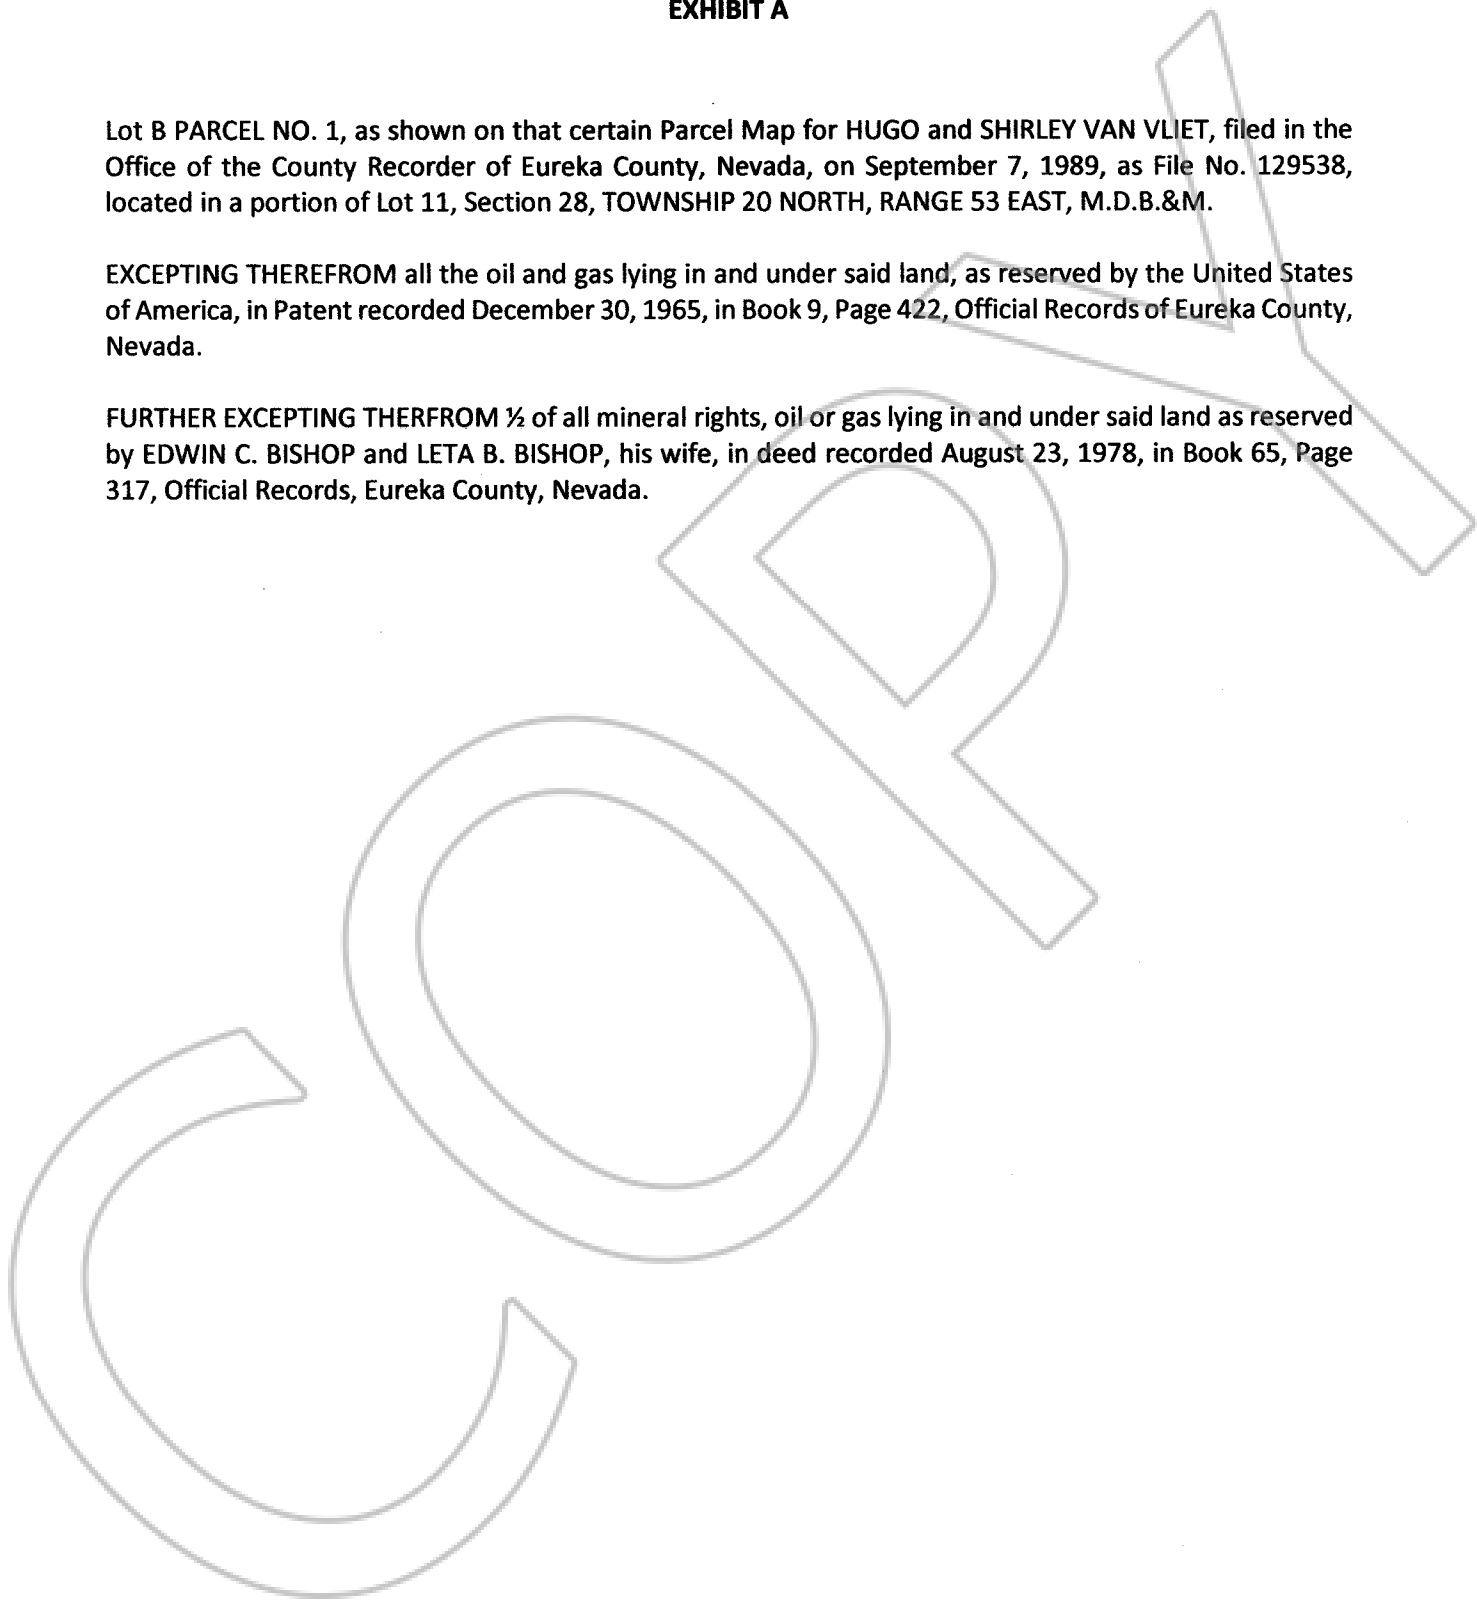 EXHIBIT A
Lot B PARCEL NO. 1, as shown on that certain Parcel Map for HUGO and SHIRLEY VAN VLIET, filed in the
Office of the County Recorder of Eureka County, Nevada, on September 7, 1989, as File No. 129538,
located in a portion of Lot 11, Section 28, TOWNSHIP 20 NORTH, RANGE 53 EAST, M.D.B.&M.
EXCEPTING THEREFROM all the oil and gas lying in and under said land, as reserved by the United States
of America, in Patent recorded December 30, 1965, in Book 9, Page 422, Official Records of Eureka County,
Nevada.
FURTHER EXCEPTING THERFROM ½ of all mineral rights, oil or gas lying in and under said land as reserved
by EDWIN C. BISHOP and LETA B. BISHOP, his wife, in deed recorded August 23, 1978, in Book 65, Page
317, Official Records, Eureka County, Nevada.
COPY